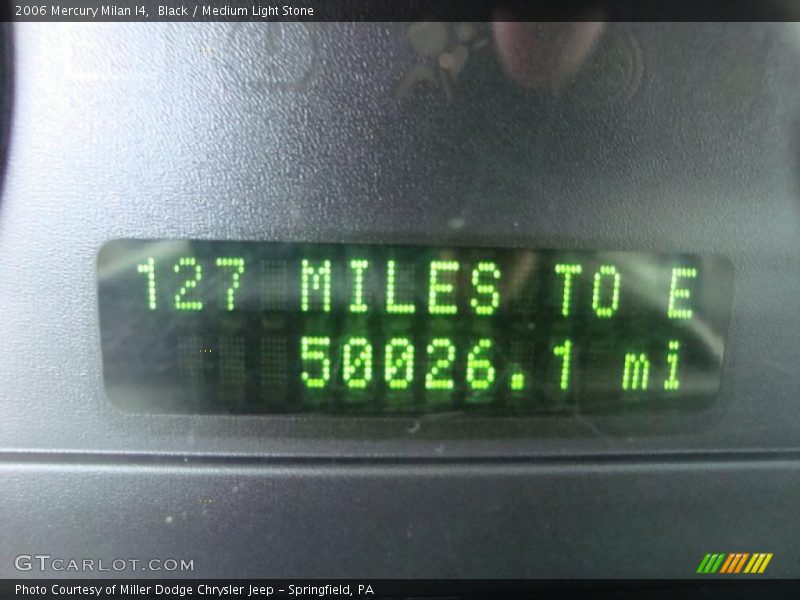 2006 Mercury Milan I4, Black / Medium Light Stone
127 MILES TO E
50026.1 mi
GTCARLOT.COM
Photo Courtesy of Miller Dodge Chrysler Jeep - Springfield, PA